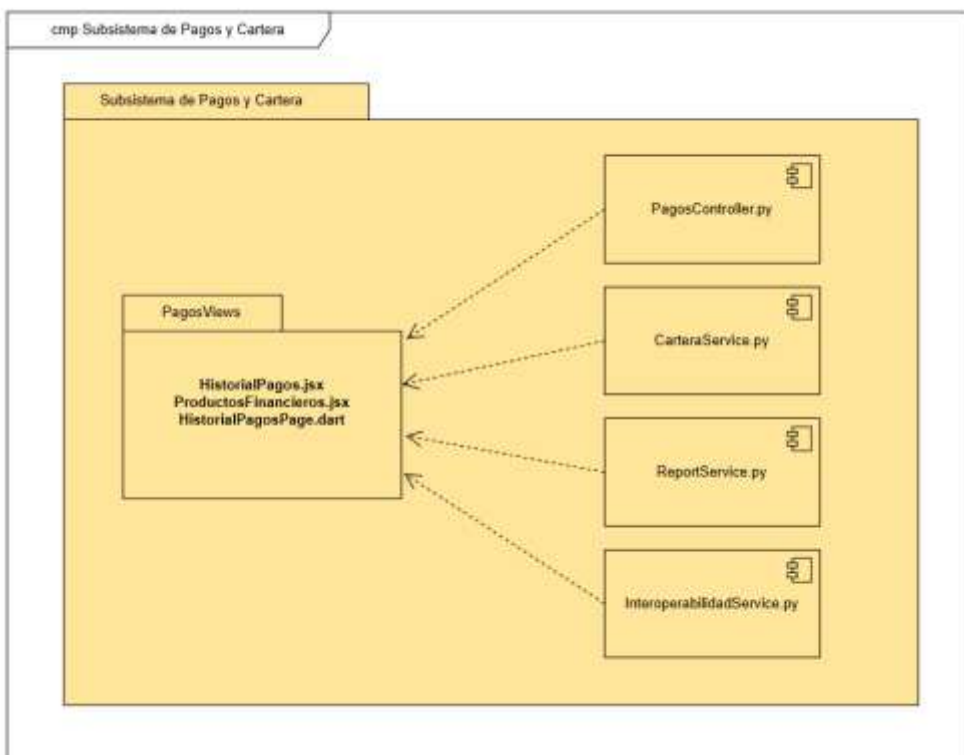 cmp Subsistema de Pagos y Cartera
Subsistema de Pagos y Cartera
PagosController.py
CarteraService.py
PagosViews
HistorialPagos.jsx
ProductosFinancieros.jsx
HistorialPagosPage.dart
ReportService.py
InteroperabilidadService.py